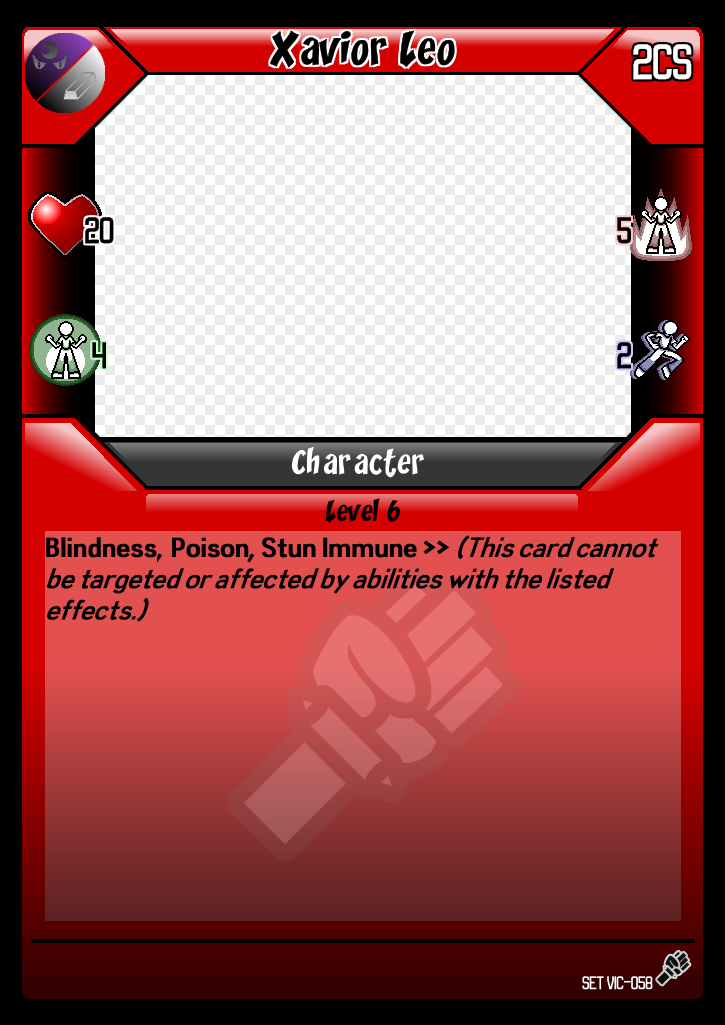 Xavior Leo
2CS
20
5
4
2
Character
Level 6
Blindness, Poison, Stun Immune >> (This card cannot
be targeted or affected by abilities with the listed
effects.)
SET VIC-058